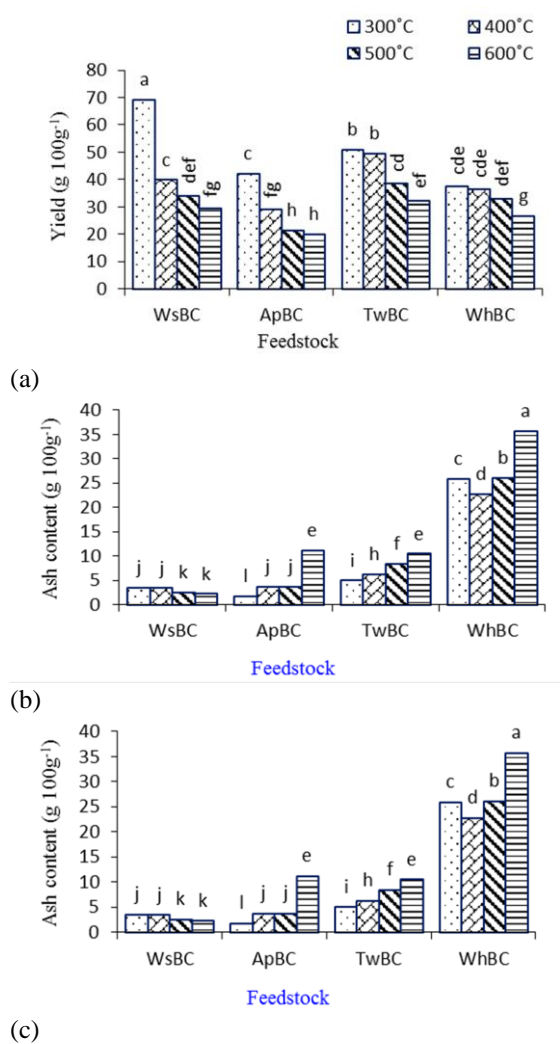 300˚C 400˚C
500˚C 600˚C
80
70
60
50
40
30
20
10
0
Yield (g 100g-1)
a c def fg c fg h h b b cd ef cde cde def g
WsBC ApBC TwBC WhBC
Feedstock
(a)
40
35
30
25
20
15
10
5
0
Ash content (g 100g-1)
j j k k l j j e i h f e c d b a
WsBC ApBC TwBC WhBC
Feedstock
(b)
40
35
30
25
20
15
10
5
0
Ash content (g 100g-1)
j j k k l j j e i h f e c d b a
WsBC ApBC TwBC WhBC
Feedstock
(c)